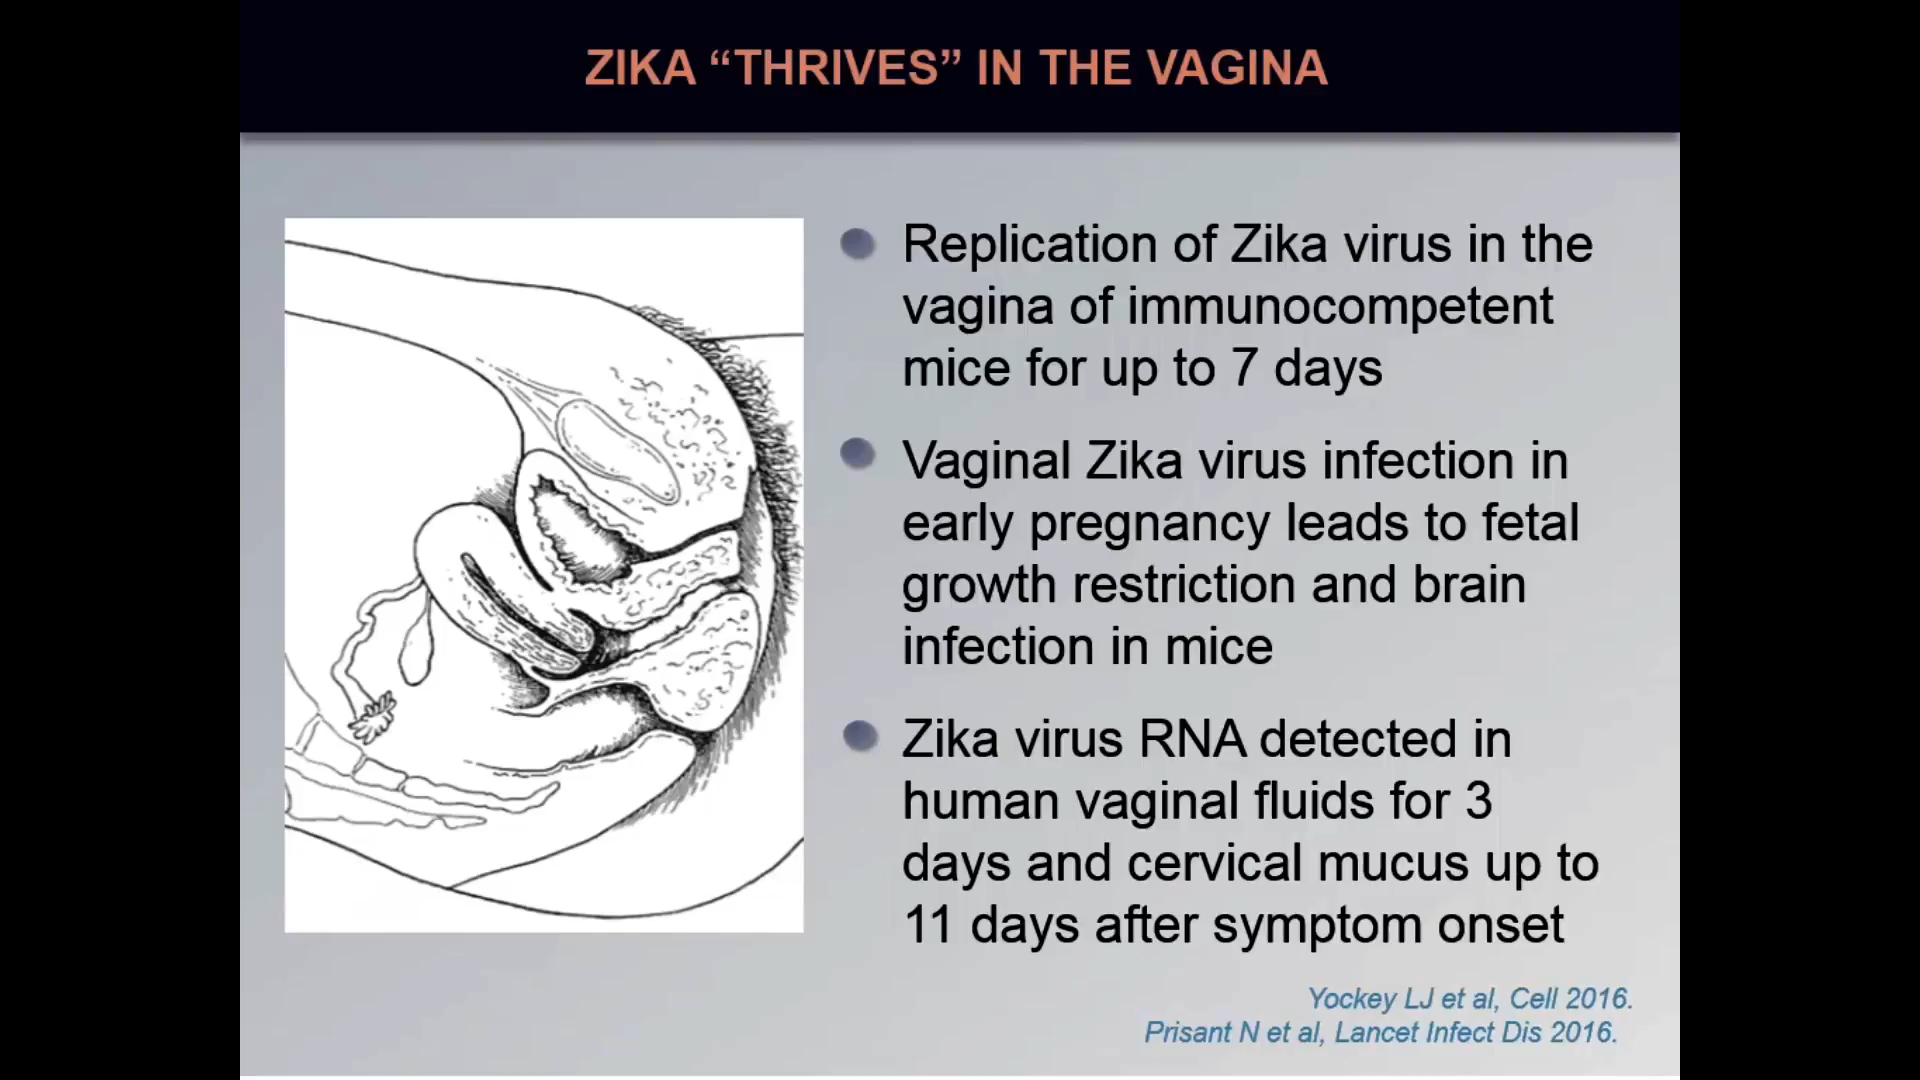 ZIKA “THRIVES” IN THE VAGINA
Replication of Zika virus in the
vagina of immunocompetent
mice for up to 7 days
Vaginal Zika virus infection in
early pregnancy leads to fetal
growth restriction and brain
infection in mice
Zika virus RNA detected in
human vaginal fluids for 3
days and cervical mucus up to
11 days after symptom onset
Yockey LJ et al, Cell 2016.
Prisant N et al, Lancet Infect Dis 2016.